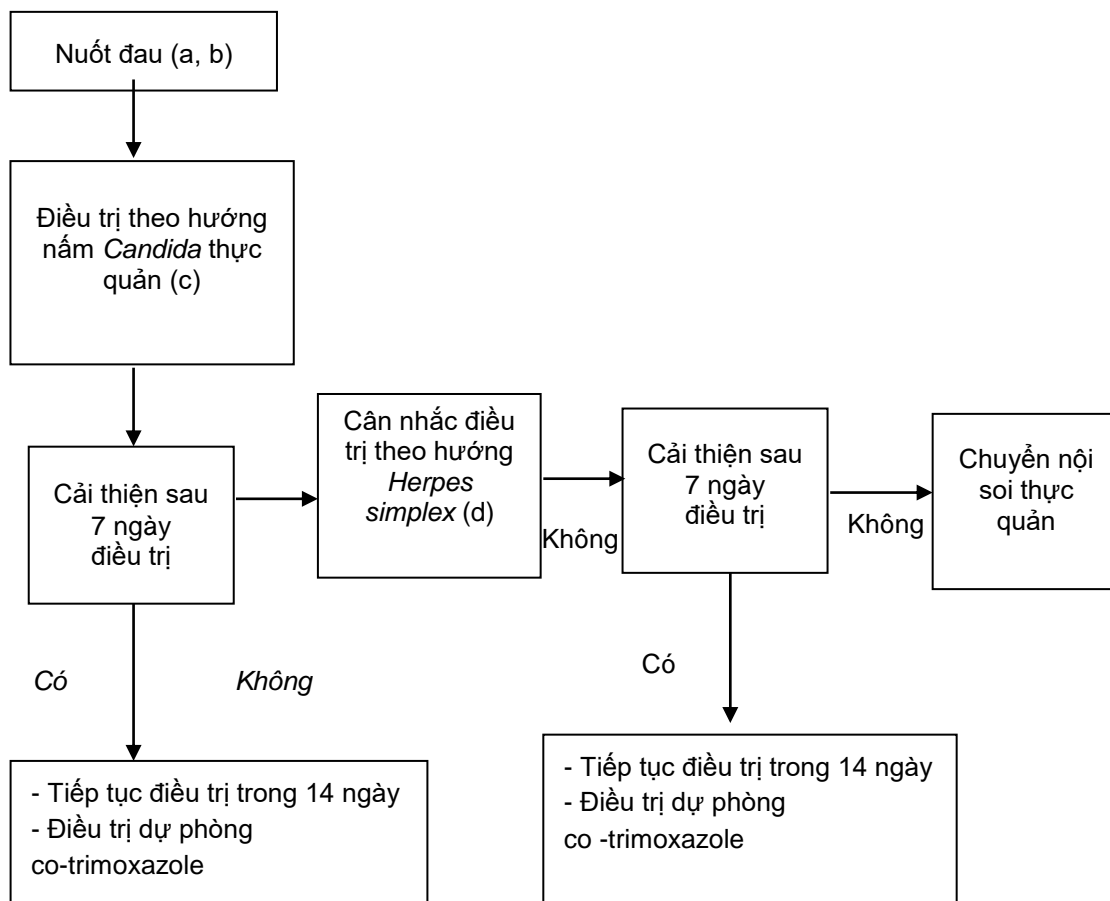 Nuốt đau (a, b)
Điều trị theo hướng
nấm Candida thực
quản (c)
Cải thiện sau
7 ngày
điều trị
Cân nhắc điều
trị theo hướng
Herpes
simplex (d)
Không
Cải thiện sau
7 ngày
điều trị
Không
Chuyển nội
soi thực
quản
Có
Không
Có
- Tiếp tục điều trị trong 14 ngày
- Điều trị dự phòng
co-trimoxazole
- Tiếp tục điều trị trong 14 ngày
- Điều trị dự phòng
co -trimoxazole